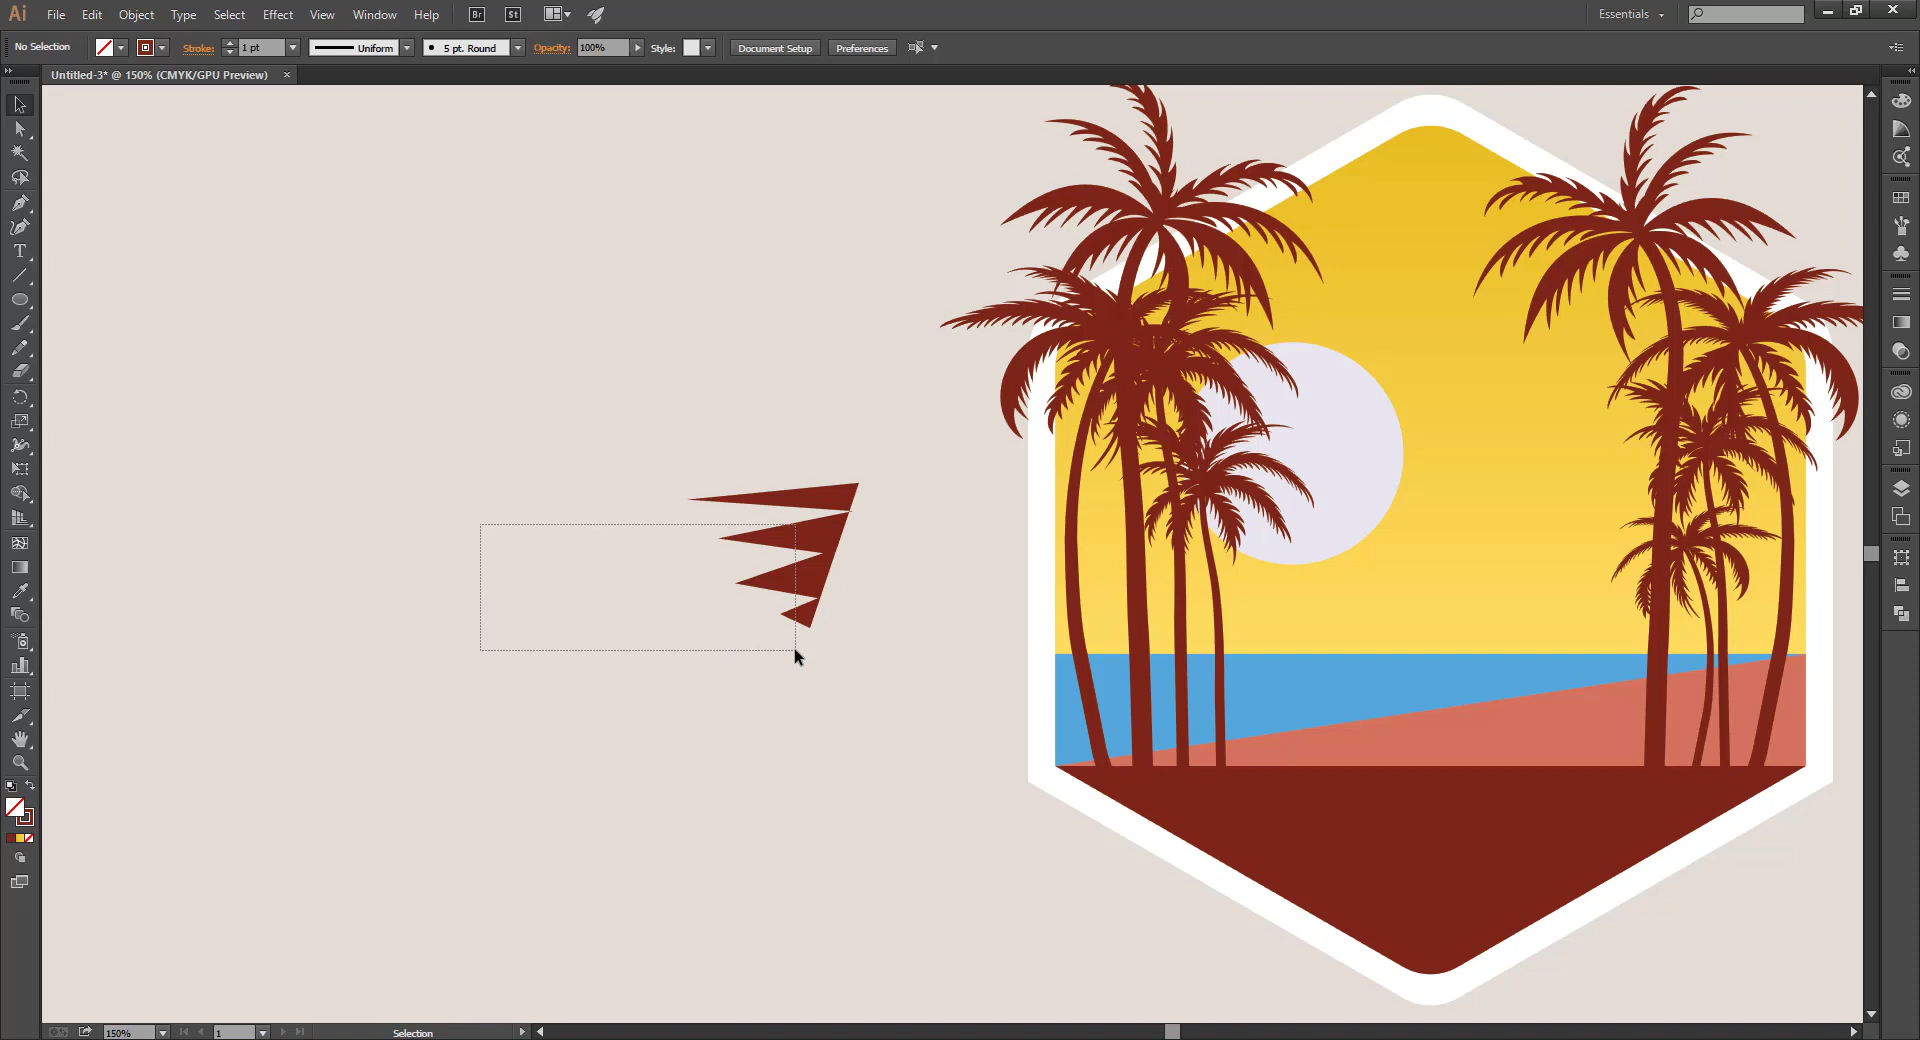 Ai File Edit Object Type Select Effect View Window Help Br St Essentials
No Selection Stroke: 1 pt Uniform 5 pt. Round Opacity: 100% Style: Document Setup Preferences
Untitled-3* @ 150% (CMYK/GPU Preview) ×
T
150% 1 Selection